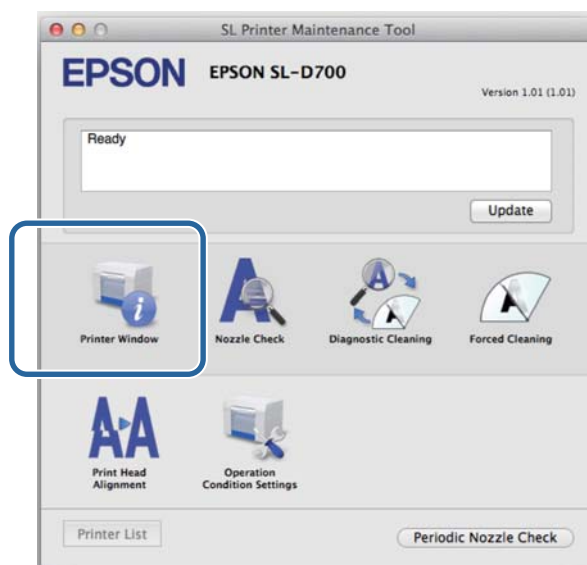 SL Printer Maintenance Tool
EPSON EPSON SL-D700
Version 1.01 (1.01)
Ready
Update
Printer Window Nozzle Check Diagnostic Cleaning Forced Cleaning
Print Head
Alignment
Operation
Condition Settings
Printer List Periodic Nozzle Check